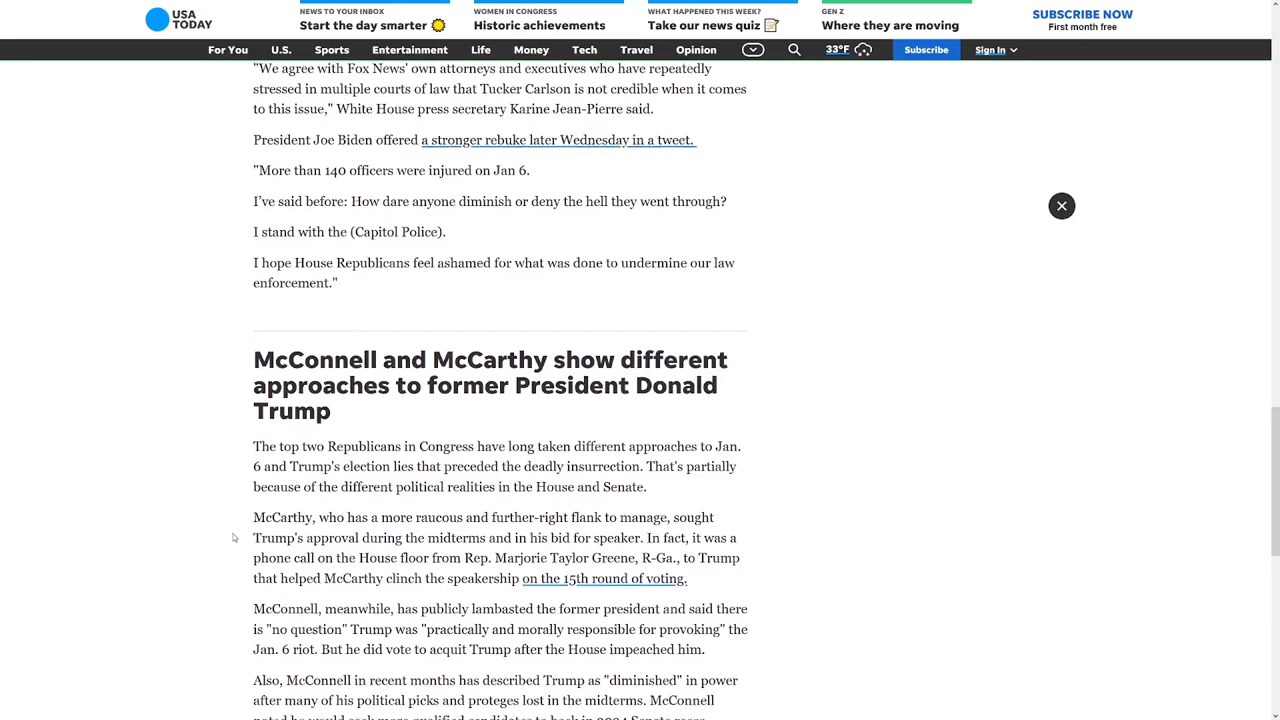 USA
TODAY
NEWS TO YOUR INBOX
Start the day smarter
WOMEN IN CONGRESS
Historic achievements
WHAT HAPPENED THIS WEEK?
Take our news quiz
GEN Z
Where they are moving
SUBSCRIBE NOW
First month free
For You U.S. Sports Entertainment Life Money Tech Travel Opinion 33°F Subscribe Sign In
"We agree with Fox News' own attorneys and executives who have repeatedly
stressed in multiple courts of law that Tucker Carlson is not credible when it comes
to this issue," White House press secretary Karine Jean-Pierre said.
President Joe Biden offered a stronger rebuke later Wednesday in a tweet.
"More than 140 officers were injured on Jan 6.
I've said before: How dare anyone diminish or deny the hell they went through?
I stand with the (Capitol Police).
I hope House Republicans feel ashamed for what was done to undermine our law
enforcement."
McConnell and McCarthy show different
approaches to former President Donald
Trump
The top two Republicans in Congress have long taken different approaches to Jan.
6 and Trump's election lies that preceded the deadly insurrection. That's partially
because of the different political realities in the House and Senate.
McCarthy, who has a more raucous and further-right flank to manage, sought
Trump's approval during the midterms and in his bid for speaker. In fact, it was a
phone call on the House floor from Rep. Marjorie Taylor Greene, R-Ga., to Trump
that helped McCarthy clinch the speakership on the 15th round of voting.
McConnell, meanwhile, has publicly lambasted the former president and said there
is "no question" Trump was "practically and morally responsible for provoking" the
Jan. 6 riot. But he did vote to acquit Trump after the House impeached him.
Also, McConnell in recent months has described Trump as "diminished" in power
after many of his political picks and proteges lost in the midterms. McConnell